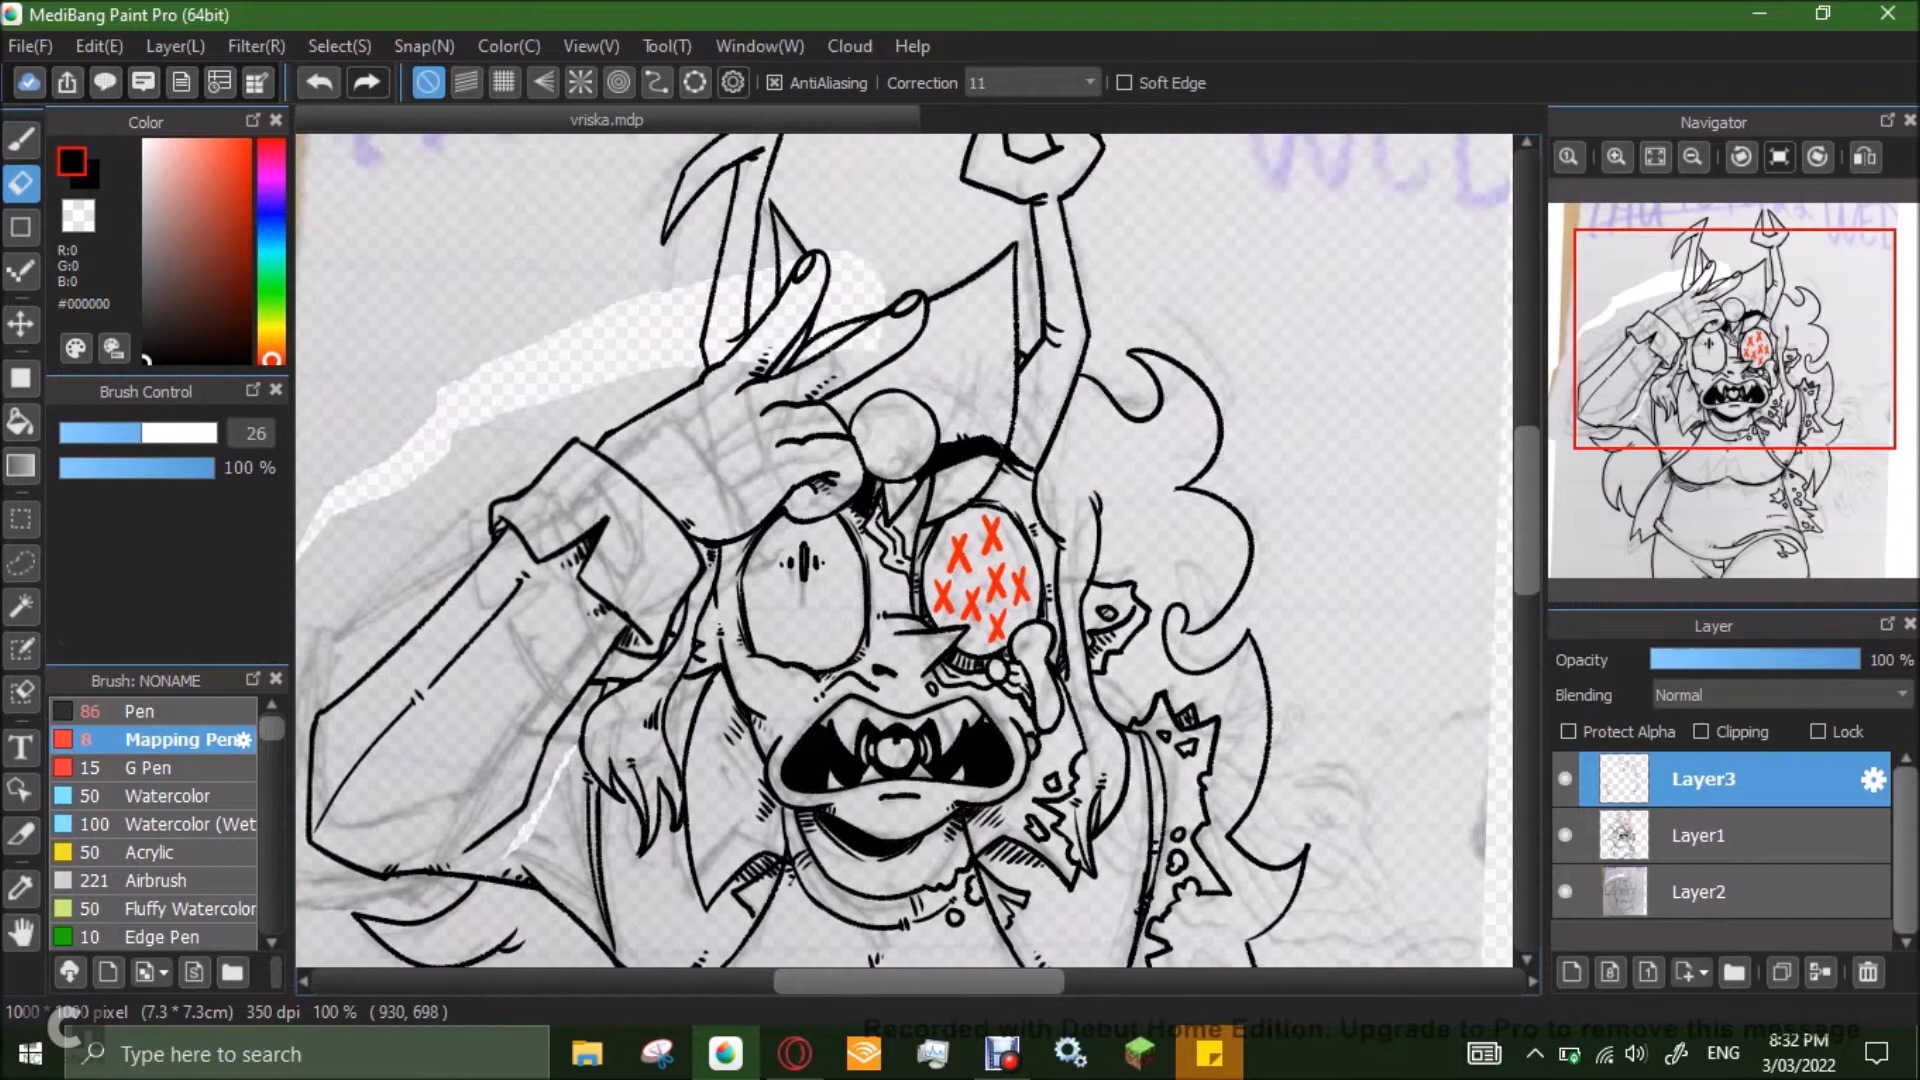 MediBang Paint Pro (64bit)
File(F) Edit(E) Layer(L) Filter(R) Select(S) Snap(N) Color(C) View(V) Tool(T) Window(W) Cloud Help
AntiAliasing Correction 11 Soft Edge
Color
vriska.mdp
Navigator
R:0
G:0
B:0
#000000
Brush Control
26
100 %
Brush: NONAME
86 Pen
8 Mapping Pen
15 G Pen
50 Watercolor
100 Watercolor (Wet
50 Acrylic
221 Airbrush
50 Fluffy Watercolor
10 Edge Pen
Layer
Opacity 100 %
Blending Normal
Protect Alpha Clipping Lock
Layer3
Layer1
Layer2
1000 * 1000 pixel (7.3 * 7.3cm) 350 dpi 100 % ( 930, 698 )
Recorded with Debut Home Edition. Upgrade to Pro to remove this message
Type here to search
ENG
8:32 PM
3/03/2022